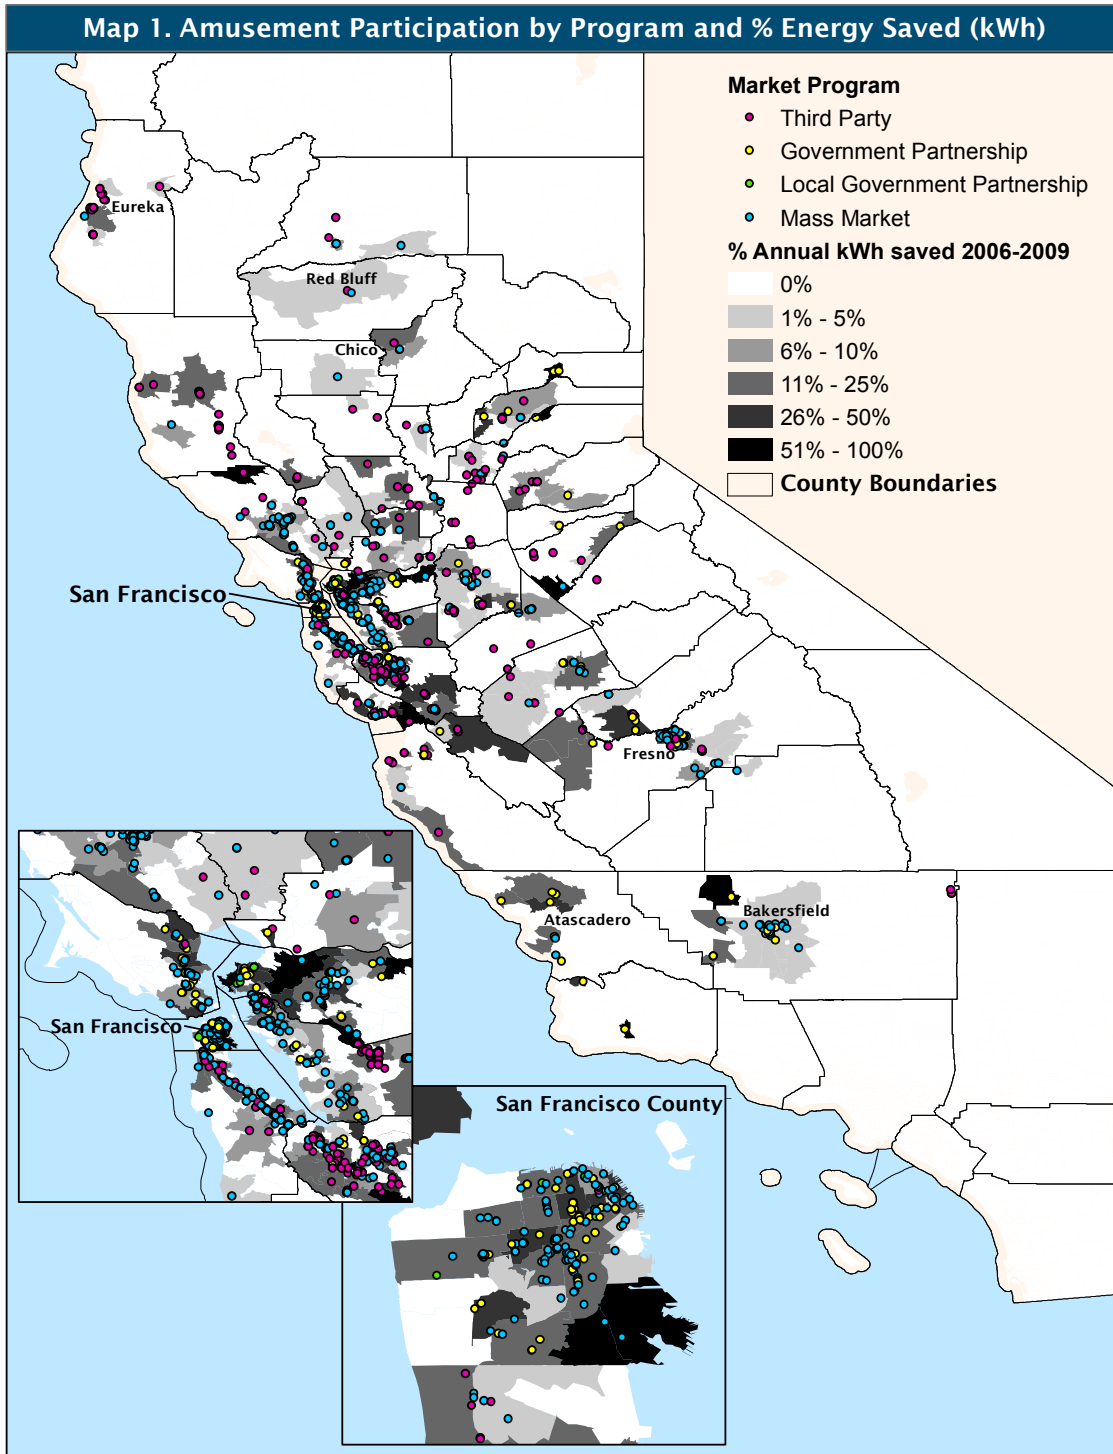 Map 1. Amusement Participation by Program and % Energy Saved (kWh)
Market Program
Third Party
Government Partnership
Local Government Partnership
Mass Market
% Annual kWh saved 2006-2009
0%
1% - 5%
6% - 10%
11% - 25%
26% - 50%
51% - 100%
County Boundaries
Eureka
Red Bluff
Chico
San Francisco
Fresno
Atascadero
Bakersfield
San Francisco
San Francisco County